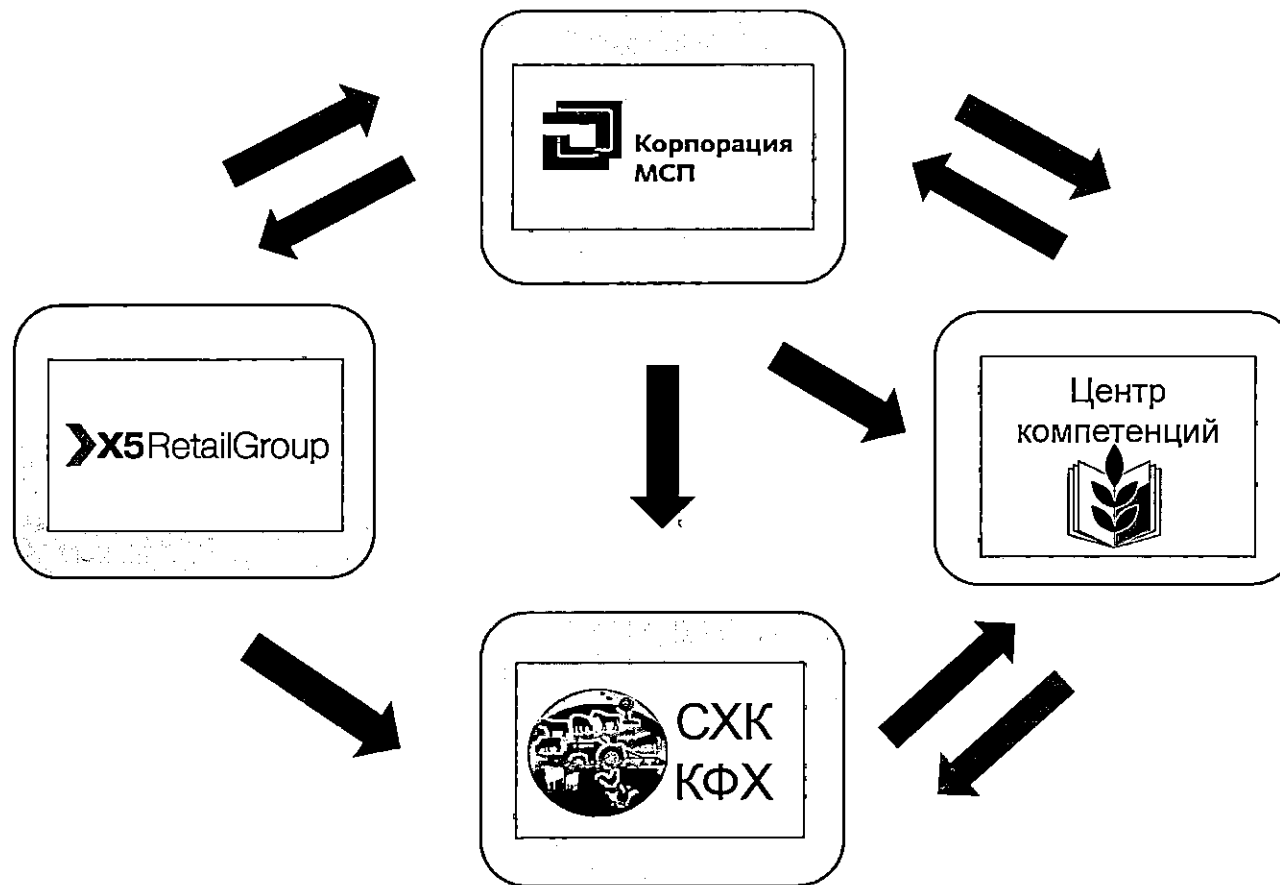 Корпорация
МСП
X5RetailGroup
Центр
компетенций
СХК
КФХ